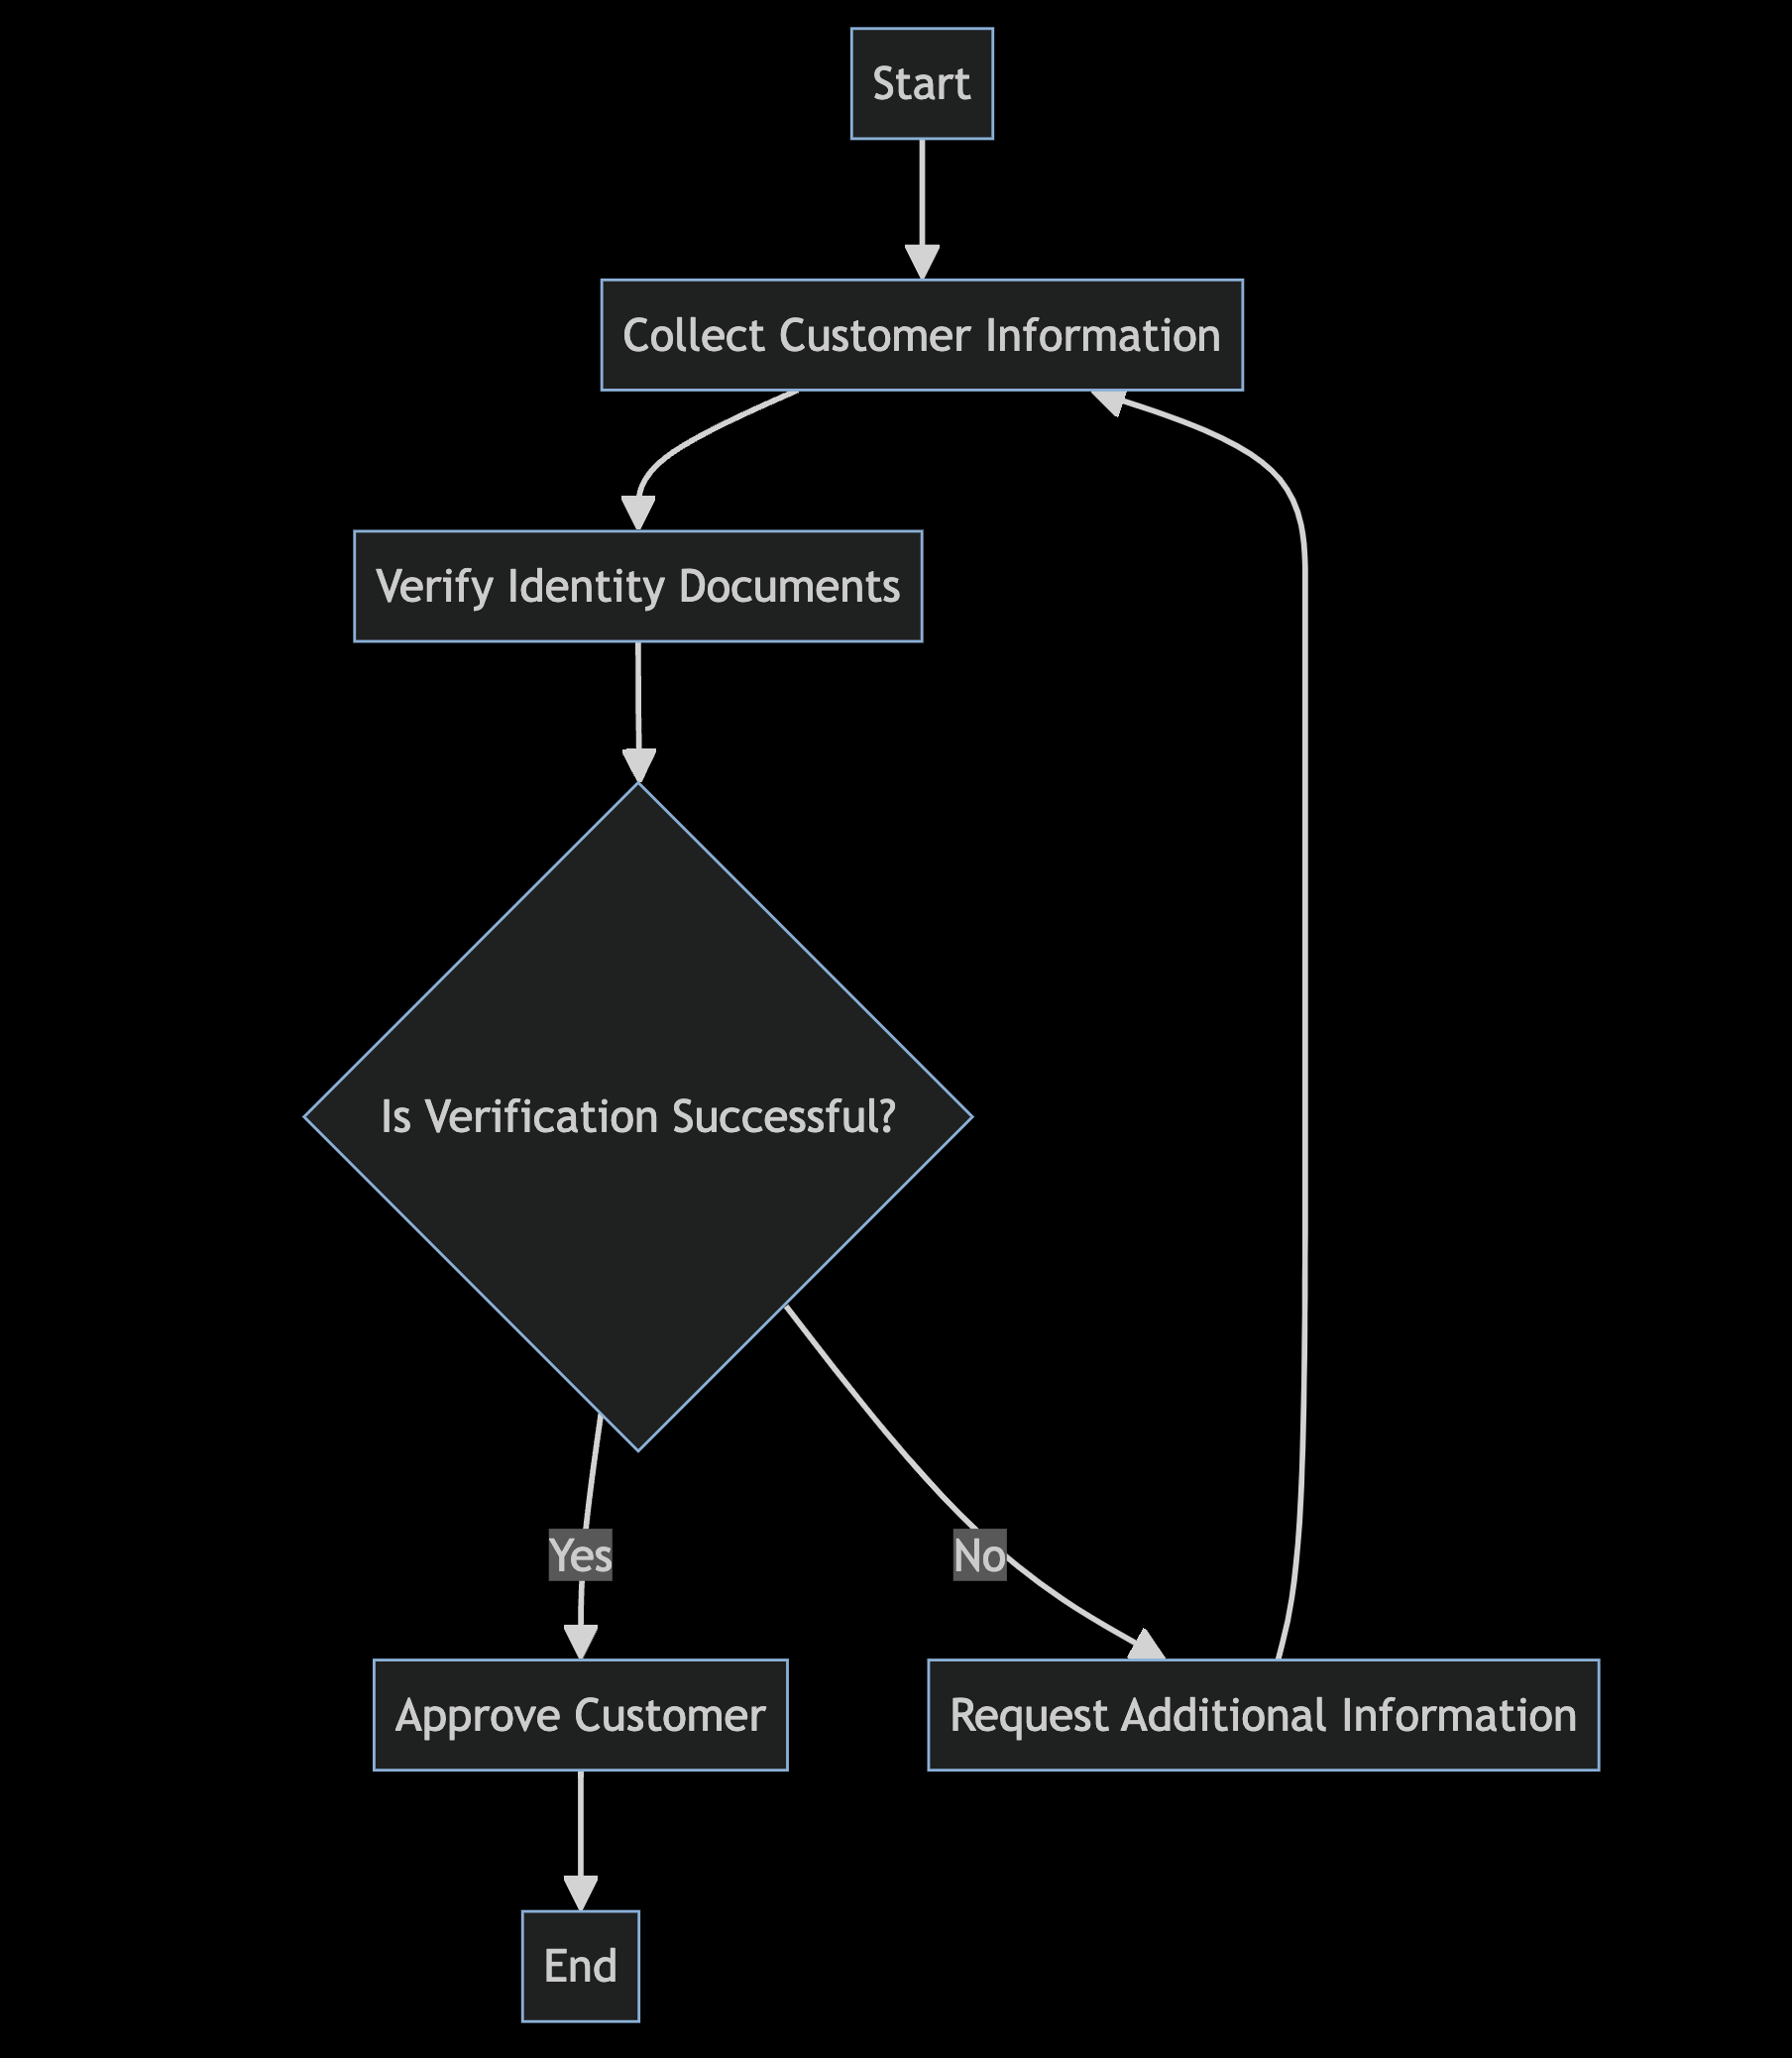 Start
Collect Customer Information
Verify Identity Documents
Is Verification Successful?
Yes
No
Approve Customer
Request Additional Information
End